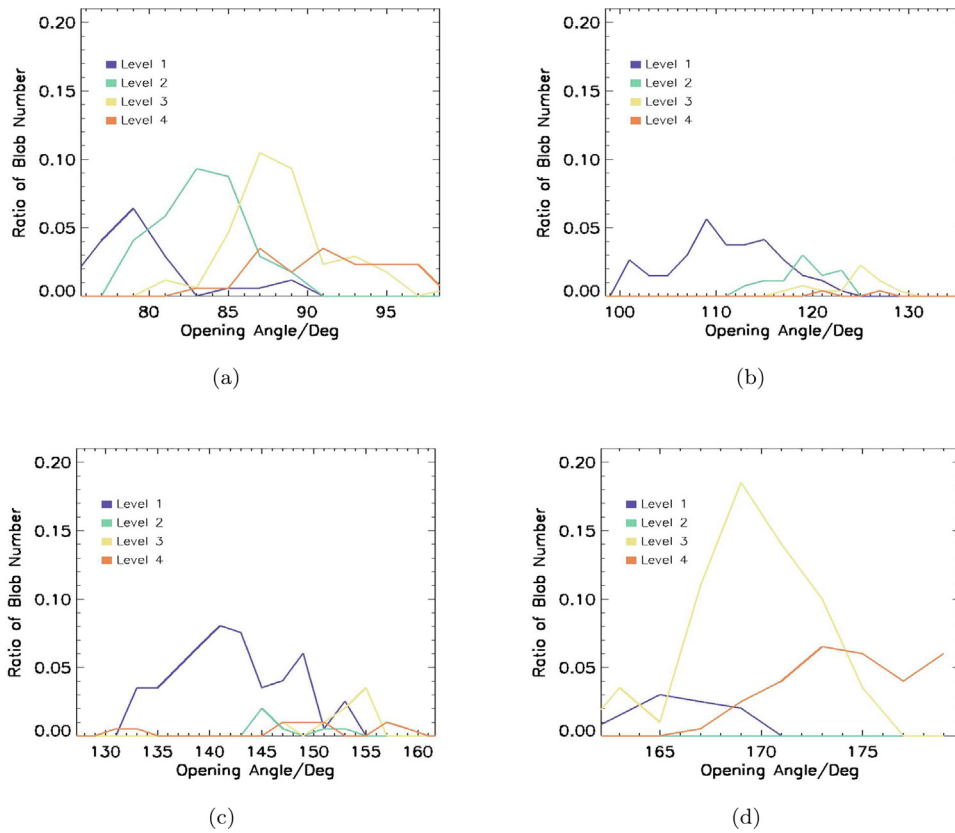 0.20
0.15
0.10
0.05
0.00
Ratio of Blob Number
Level 1
Level 2
Level 3
Level 4
80 85 90 95
Opening Angle/Deg
(a)
0.20
0.15
0.10
0.05
0.00
Ratio of Blob Number
Level 1
Level 2
Level 3
Level 4
100 110 120 130
Opening Angle/Deg
(b)
0.20
0.15
0.10
0.05
0.00
Ratio of Blob Number
Level 1
Level 2
Level 3
Level 4
130 135 140 145 150 155 160
Opening Angle/Deg
(c)
0.20
0.15
0.10
0.05
0.00
Ratio of Blob Number
Level 1
Level 2
Level 3
Level 4
165 170 175
Opening Angle/Deg
(d)